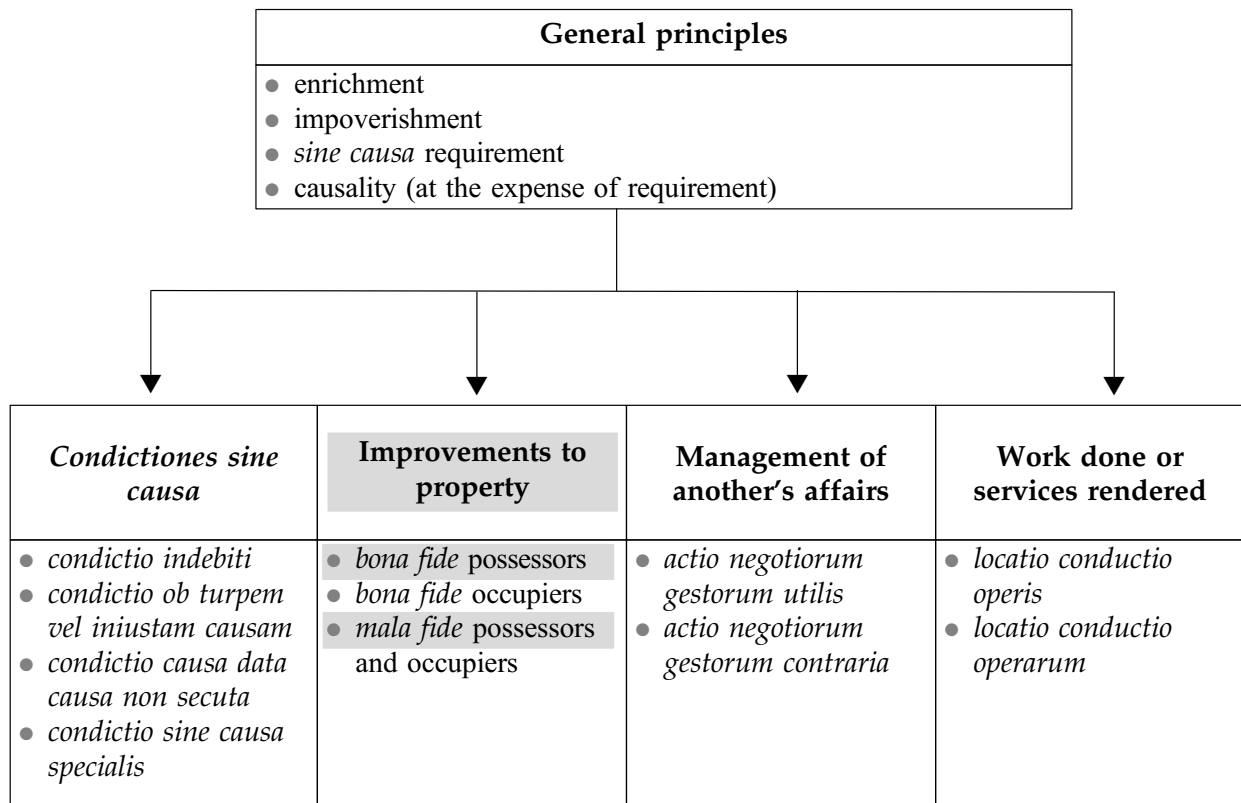 General principles
● enrichment
● impoverishment
● sine causa requirement
● causality (at the expense of requirement)
Condictiones sine
causa
● condictio indebiti
● condictio ob turpem
vel iniustam causam
● condictio causa data
causa non secuta
● condictio sine causa
specialis
Improvements to
property
● bona fide possessors
● bona fide occupiers
● mala fide possessors
and occupiers
Management of
another’s affairs
● actio negotiorum
gestorum utilis
● actio negotiorum
gestorum contraria
Work done or
services rendered
● locatio conductio
operis
● locatio conductio
operarum